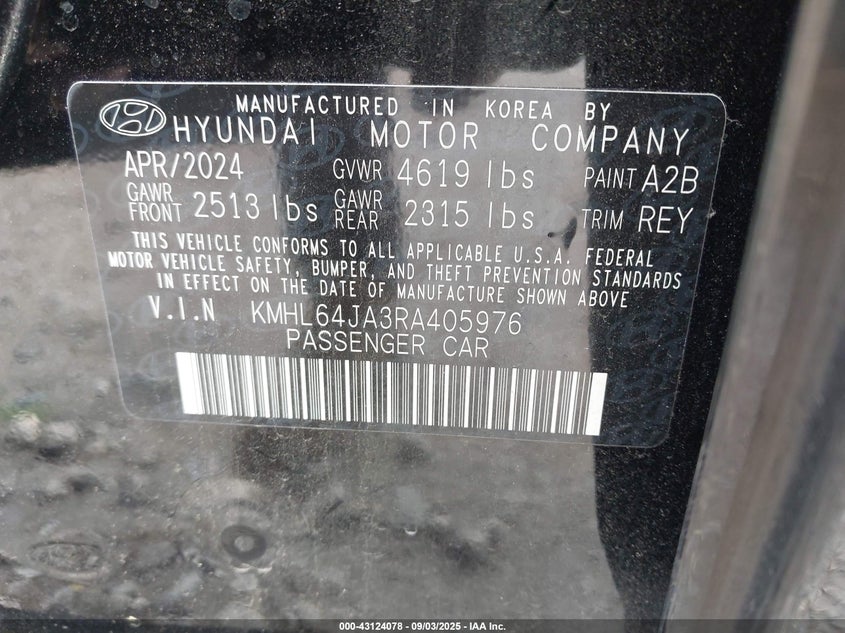 MANUFACTURED IN KOREA BY
HYUNDAI MOTOR COMPANY
APR/2024 GVWR 4619 lbs PAINT A2B
GAWR FRONT 2513 lbs GAWR REAR 2315 lbs TRIM REY
THIS VEHICLE CONFORMS TO ALL APPLICABLE U.S.A. FEDERAL
MOTOR VEHICLE SAFETY, BUMPER, AND THEFT PREVENTION STANDARDS
IN EFFECT ON THE DATE OF MANUFACTURE SHOWN ABOVE
V.I.N KMHL64JA3RA405976
PASSENGER CAR
000-43124078 - 09/03/2025 - IAA Inc.